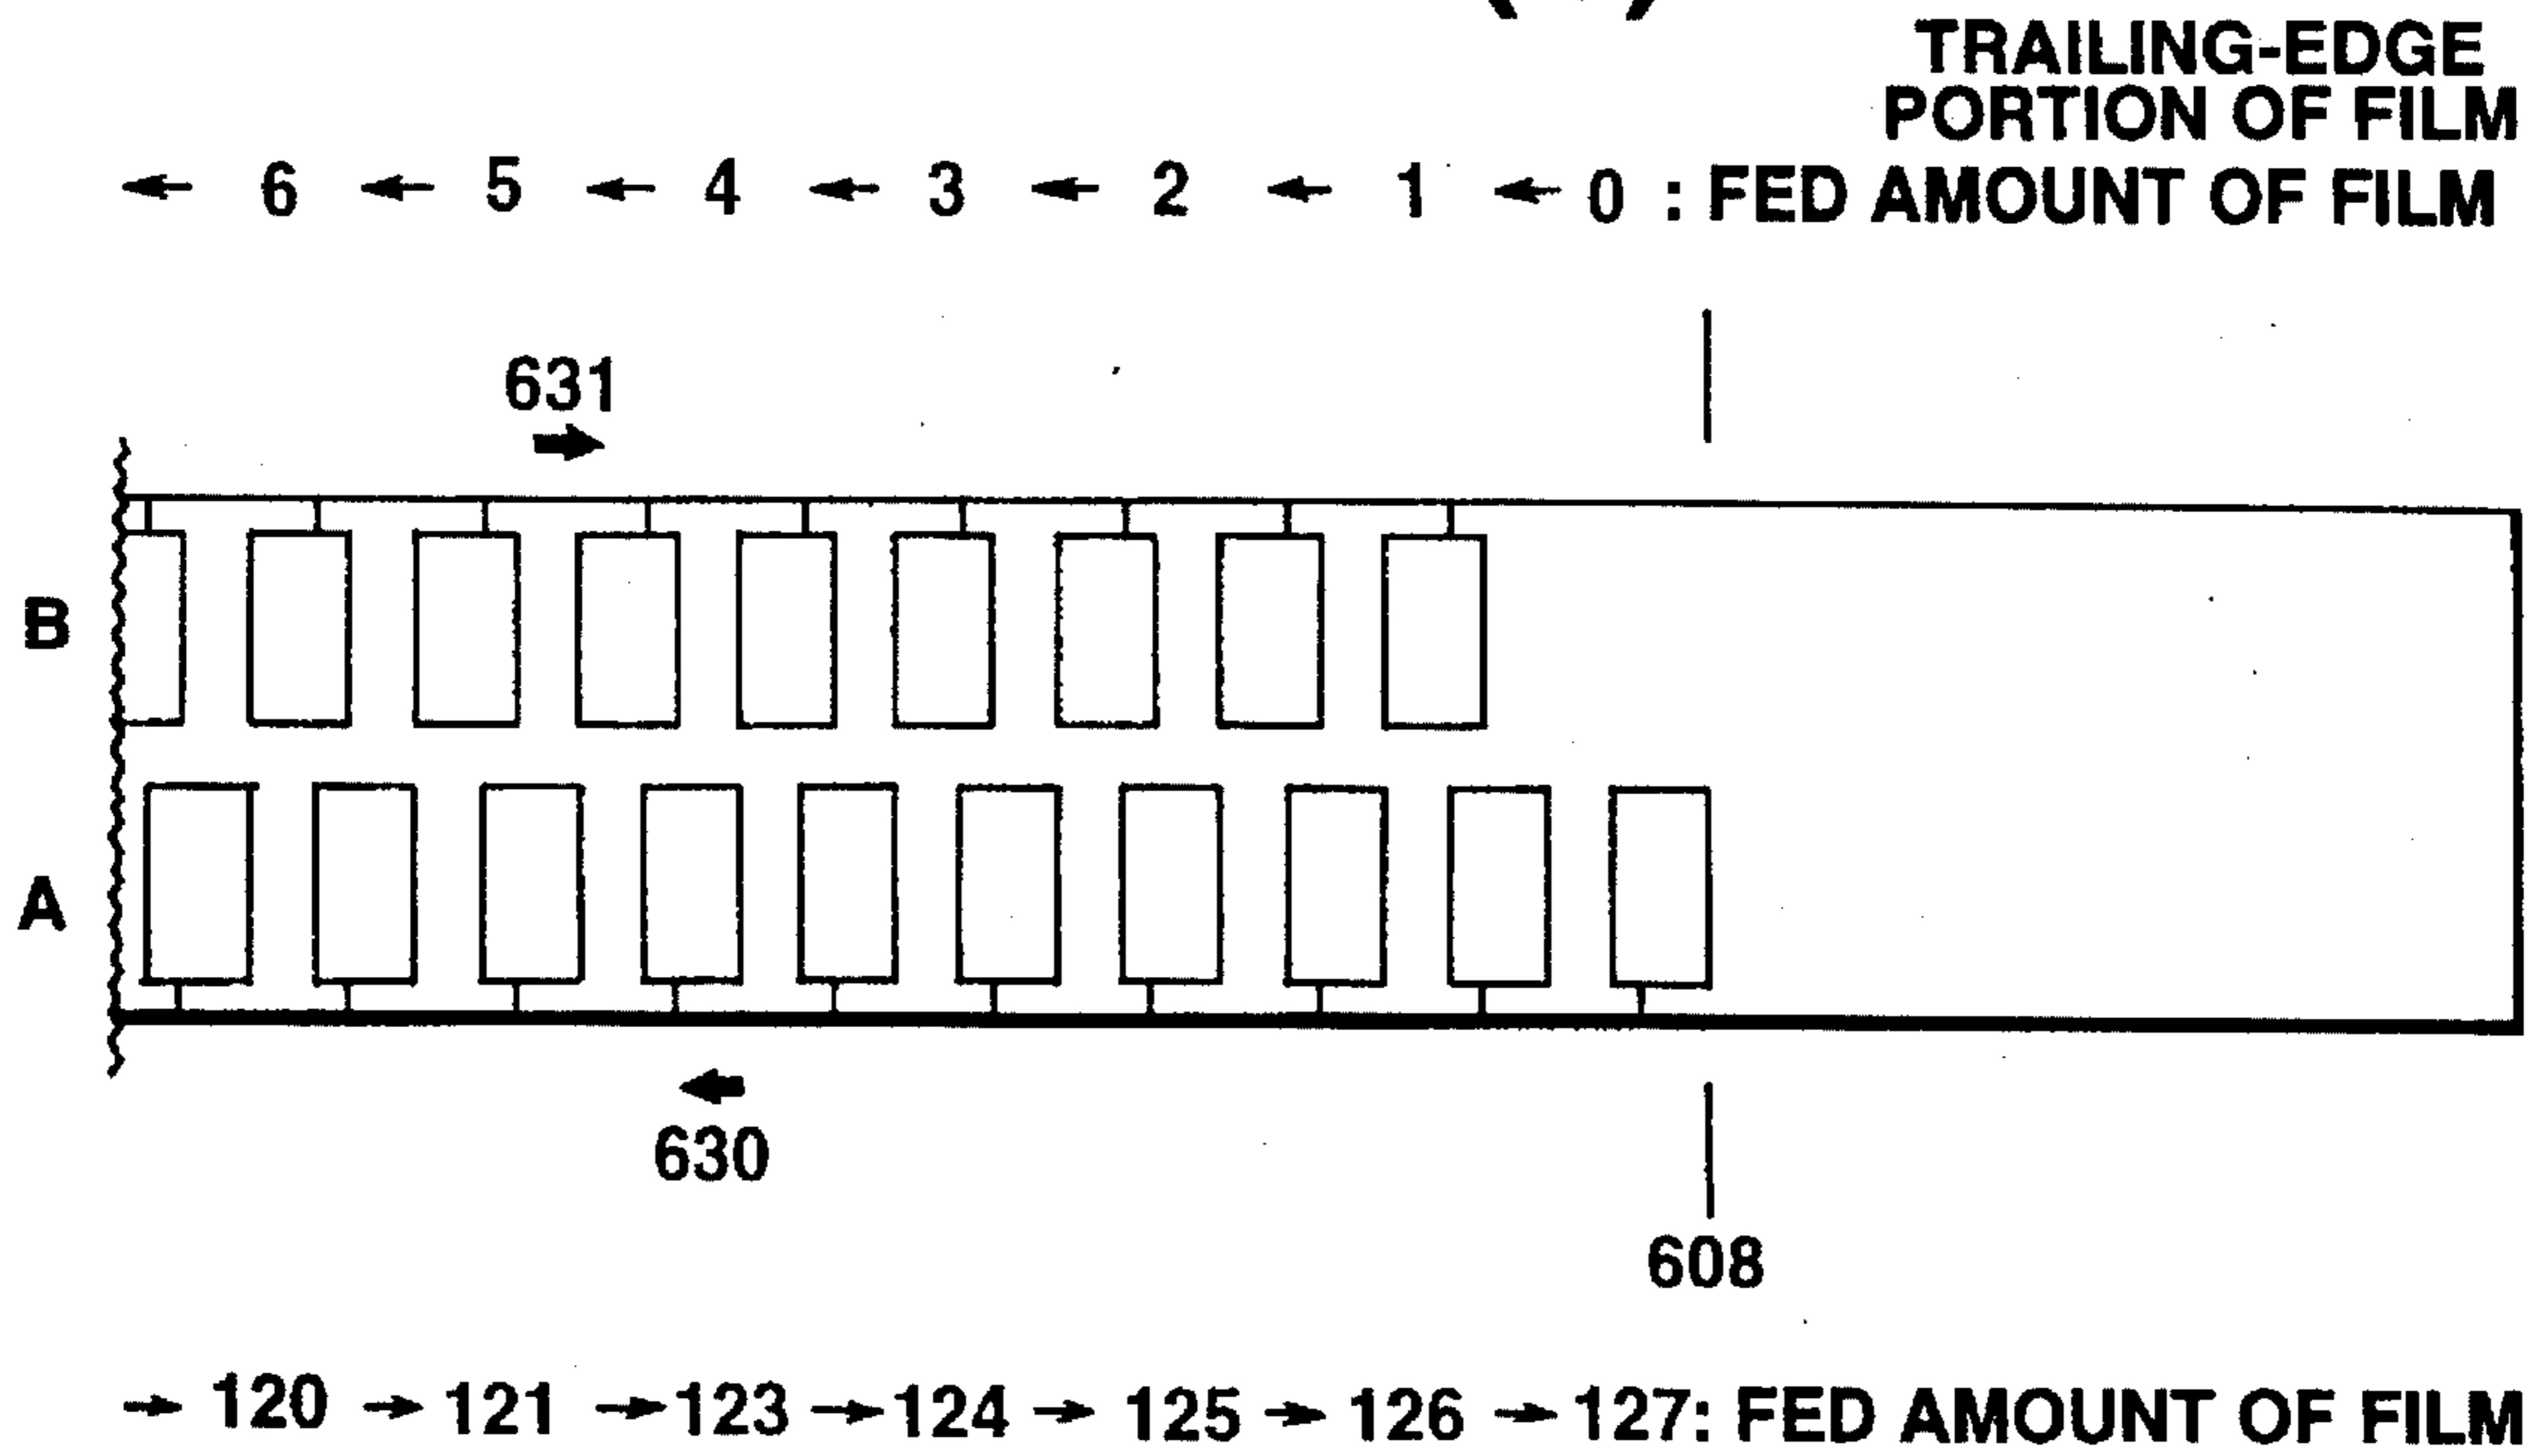 TRAILING-EDGE
PORTION OF FILM
← 6 ← 5 ← 4 ← 3 ← 2 ← 1 ← 0 : FED AMOUNT OF FILM
631
B
A
630
608
→ 120 → 121 → 123 → 124 → 125 → 126 → 127: FED AMOUNT OF FILM